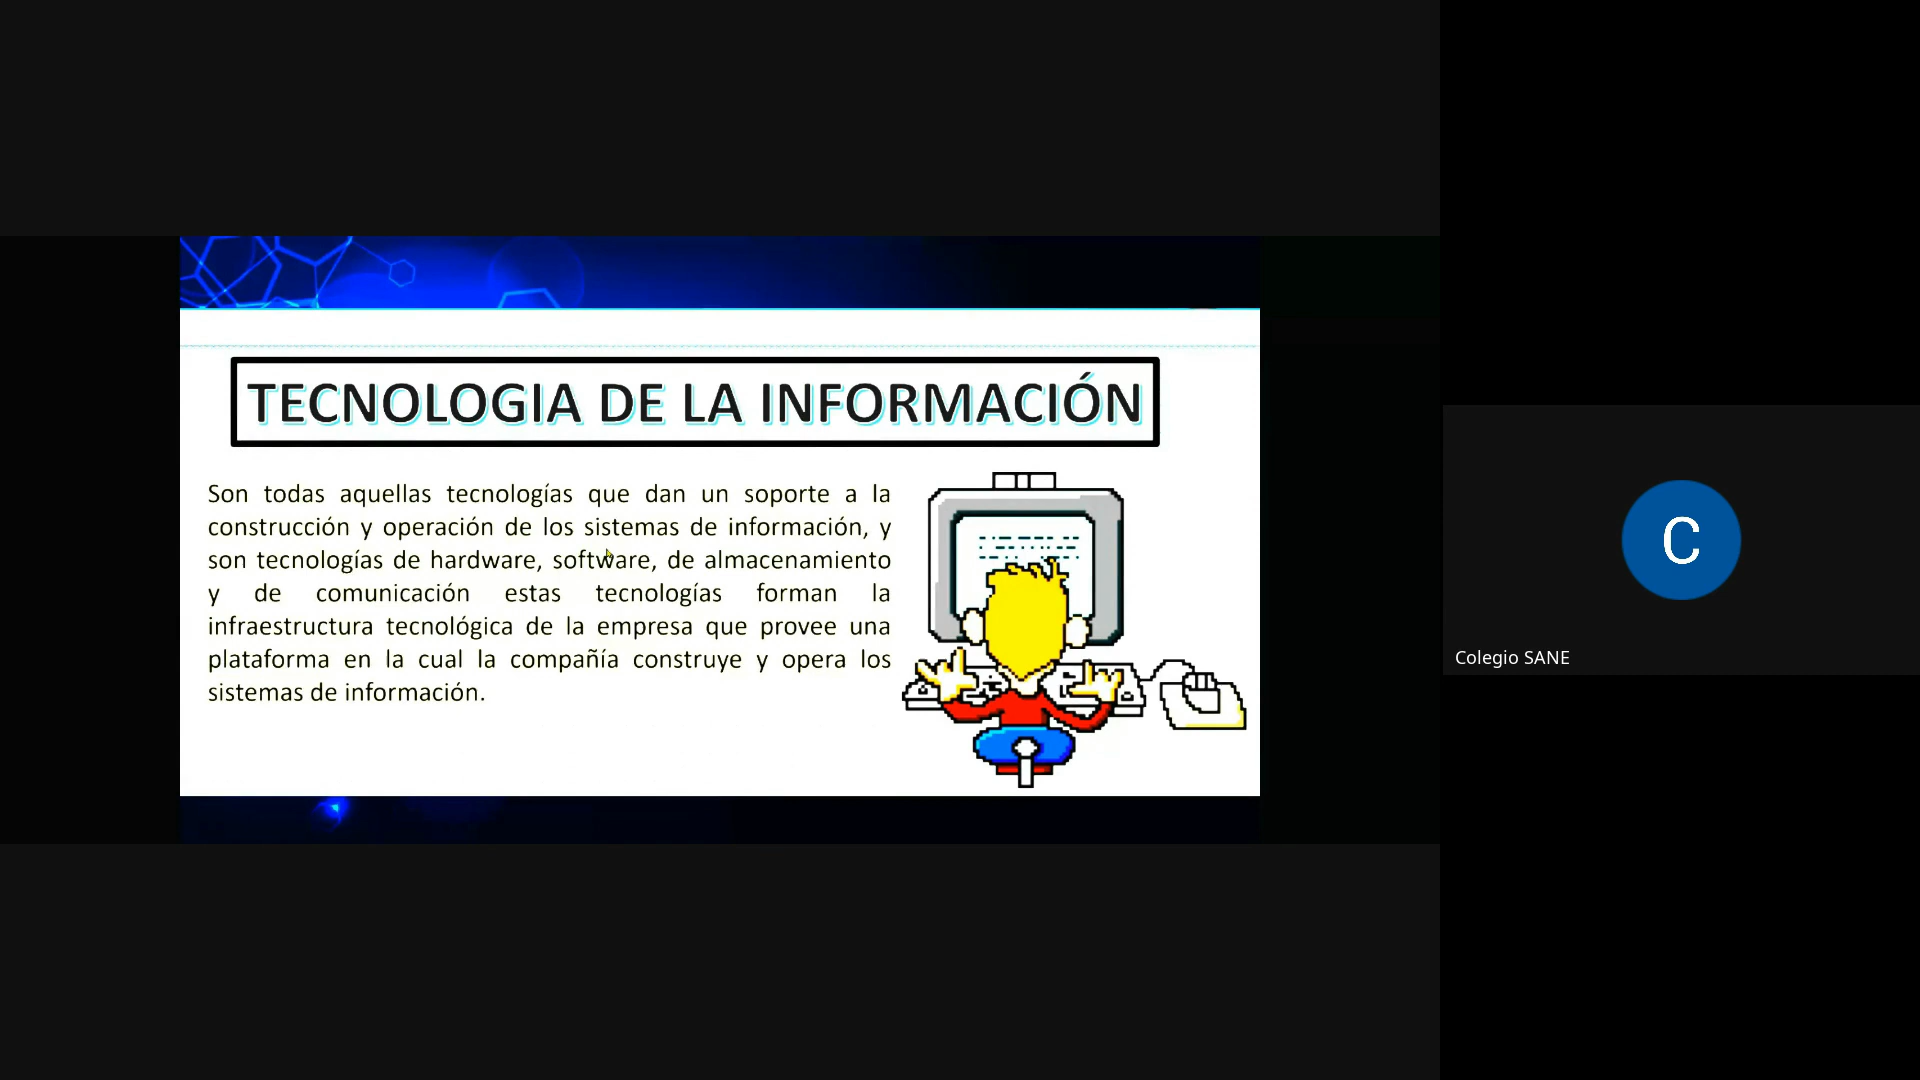 TECNOLOGIA DE LA INFORMACIÓN
Son todas aquellas tecnologías que dan un soporte a la
construcción y operación de los sistemas de información, y
son tecnologías de hardware, software, de almacenamiento
y de comunicación estas tecnologías forman la
infraestructura tecnológica de la empresa que provee una
plataforma en la cual la compañía construye y opera los
sistemas de información.
C
Colegio SANE